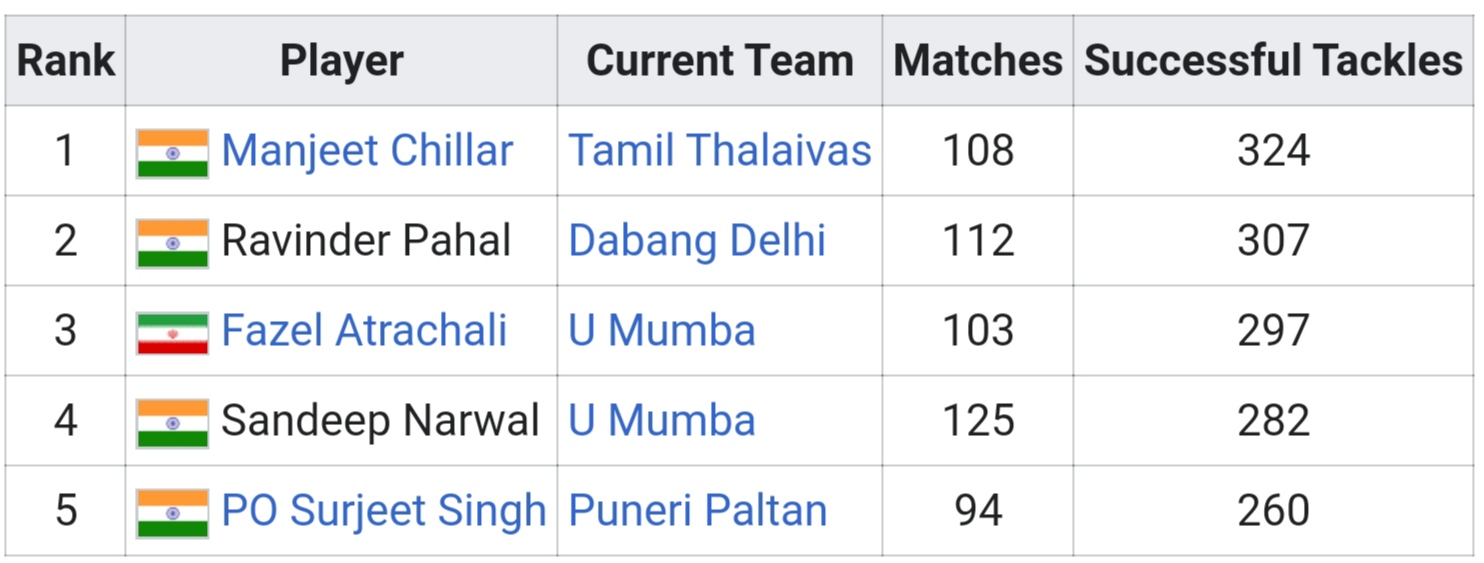 Rank Player Current Team Matches Successful Tackles
1 Manjeet Chillar Tamil Thalaivas 108 324
2 Ravinder Pahal Dabang Delhi 112 307
3 Fazel Atrachali U Mumba 103 297
4 Sandeep Narwal U Mumba 125 282
5 PO Surjeet Singh Puneri Paltan 94 260